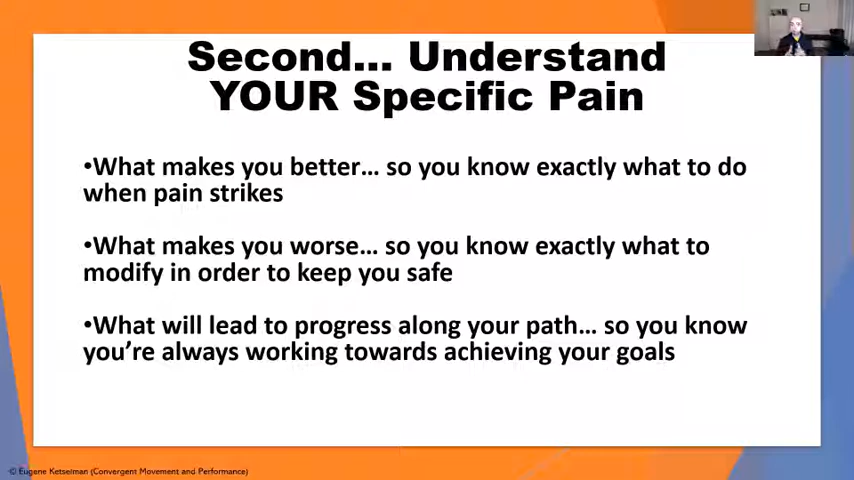 Second... Understand
YOUR Specific Pain
•What makes you better... so you know exactly what to do
when pain strikes
•What makes you worse... so you know exactly what to
modify in order to keep you safe
•What will lead to progress along your path... so you know
you're always working towards achieving your goals
© Eugene Ketselman (Convergent Movement and Performance)